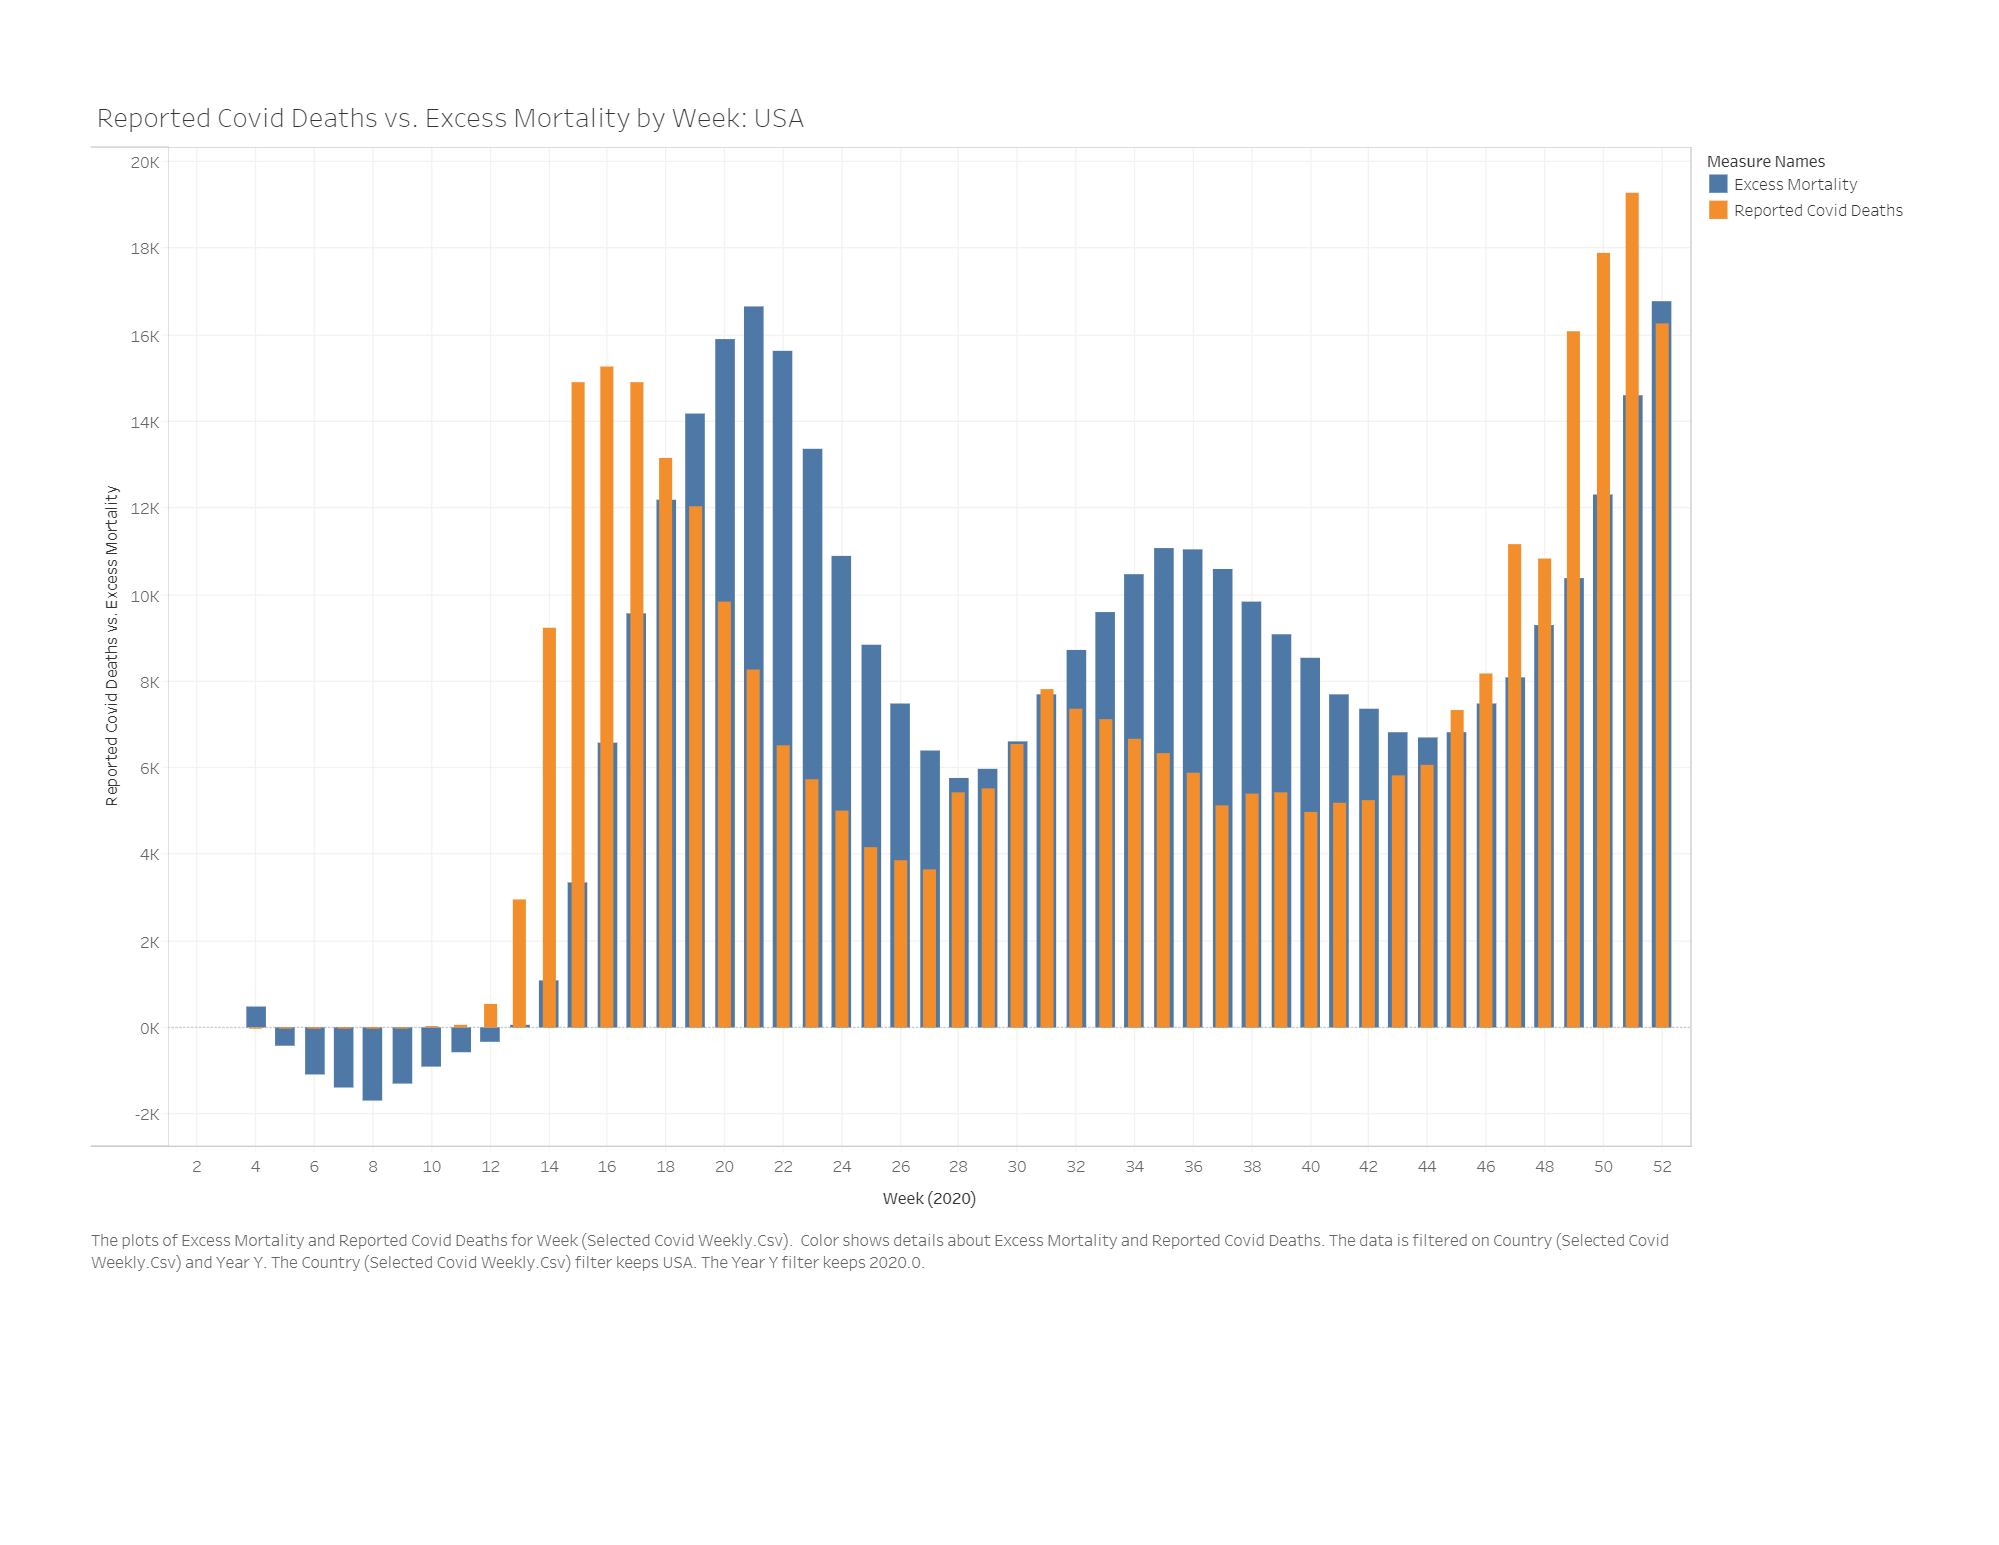 Reported Covid Deaths vs. Excess Mortality by Week: USA
Measure Names
Excess Mortality
Reported Covid Deaths
Reported Covid Deaths vs. Excess Mortality
20K
18K
16K
14K
12K
10K
8K
6K
4K
2K
0K
-2K
2 4 6 8 10 12 14 16 18 20 22 24 26 28 30 32 34 36 38 40 42 44 46 48 50 52
Week (2020)
The plots of Excess Mortality and Reported Covid Deaths for Week (Selected Covid Weekly.Csv).  Color shows details about Excess Mortality and Reported Covid Deaths. The data is filtered on Country (Selected Covid
Weekly.Csv) and Year Y. The Country (Selected Covid Weekly.Csv) filter keeps USA. The Year Y filter keeps 2020.0.